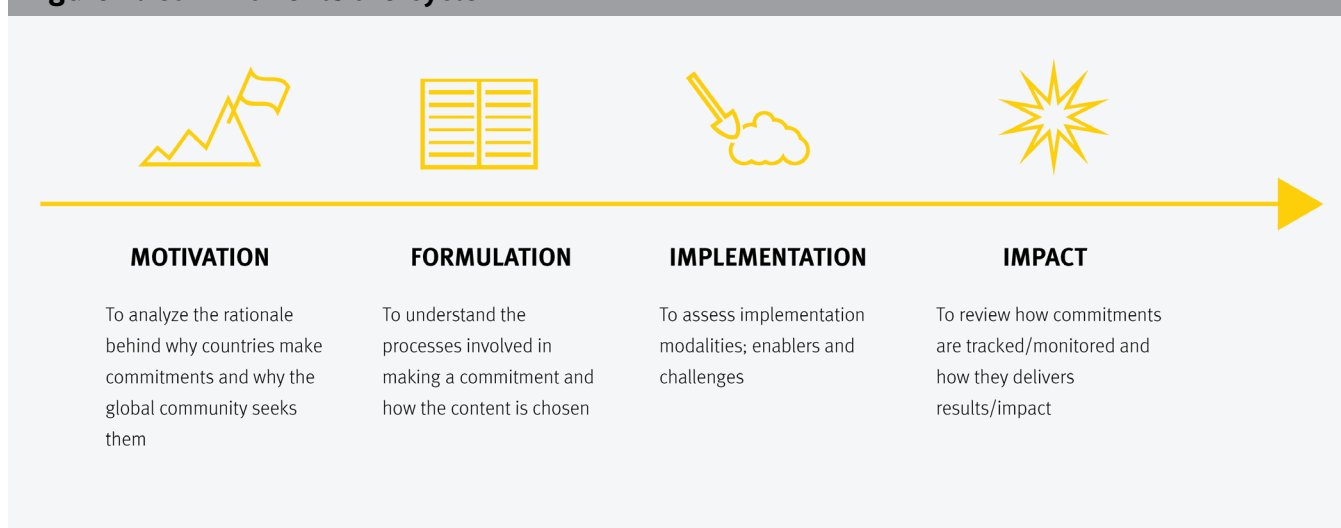 MOTIVATION
FORMULATION
IMPLEMENTATION
IMPACT
To analyze the rationale
behind why countries make
commitments and why the
global community seeks
them
To understand the
processes involved in
making a commitment and
how the content is chosen
To assess implementation
modalities; enablers and
challenges
To review how commitments
are tracked/monitored and
how they delivers
results/impact